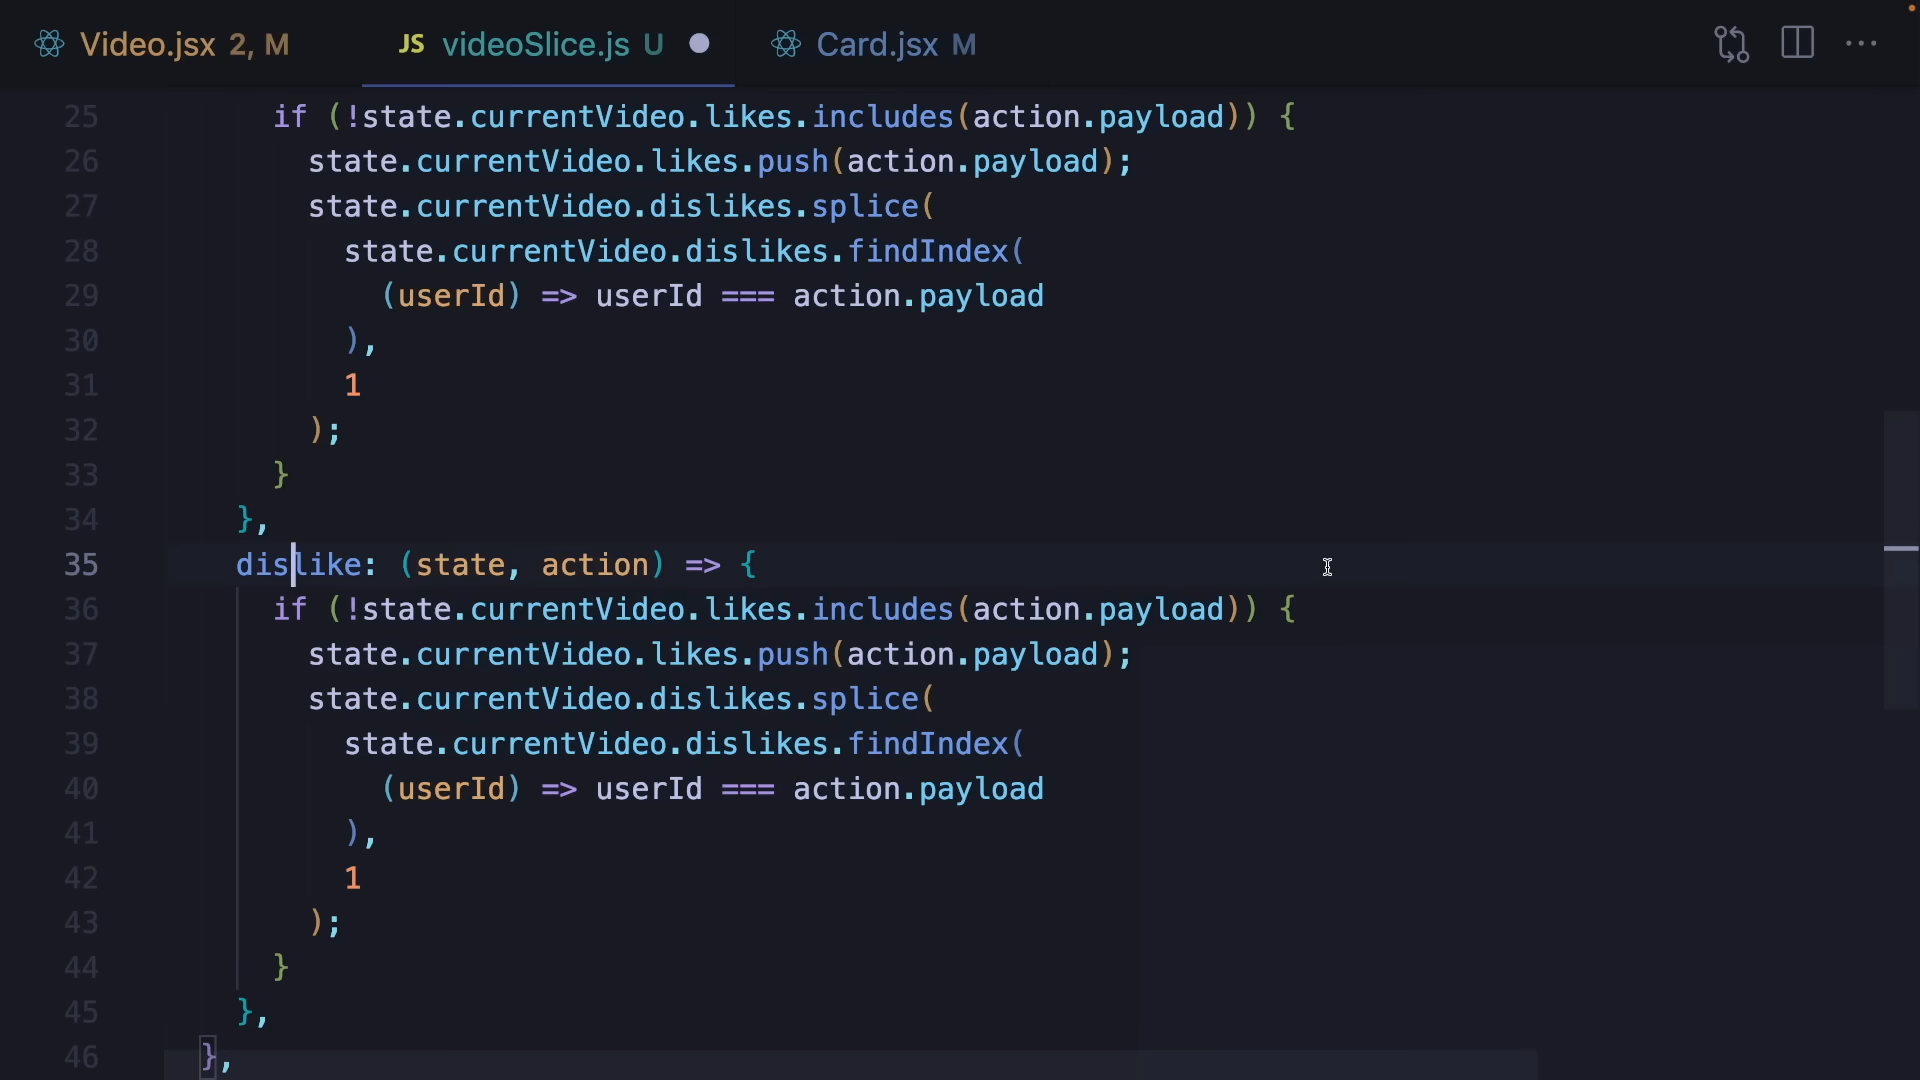 Video.jsx 2, M
JS videoSlice.js U
Card.jsx M
25 if (!state.currentVideo.likes.includes(action.payload)) {
26 state.currentVideo.likes.push(action.payload);
27 state.currentVideo.dislikes.splice(
28 state.currentVideo.dislikes.findIndex(
29 (userId) => userId === action.payload
30 ),
31 1
32 );
33 }
34 },
35 dislike: (state, action) => {
36 if (!state.currentVideo.likes.includes(action.payload)) {
37 state.currentVideo.likes.push(action.payload);
38 state.currentVideo.dislikes.splice(
39 state.currentVideo.dislikes.findIndex(
40 (userId) => userId === action.payload
41 ),
42 1
43 );
44 }
45 },
46 },